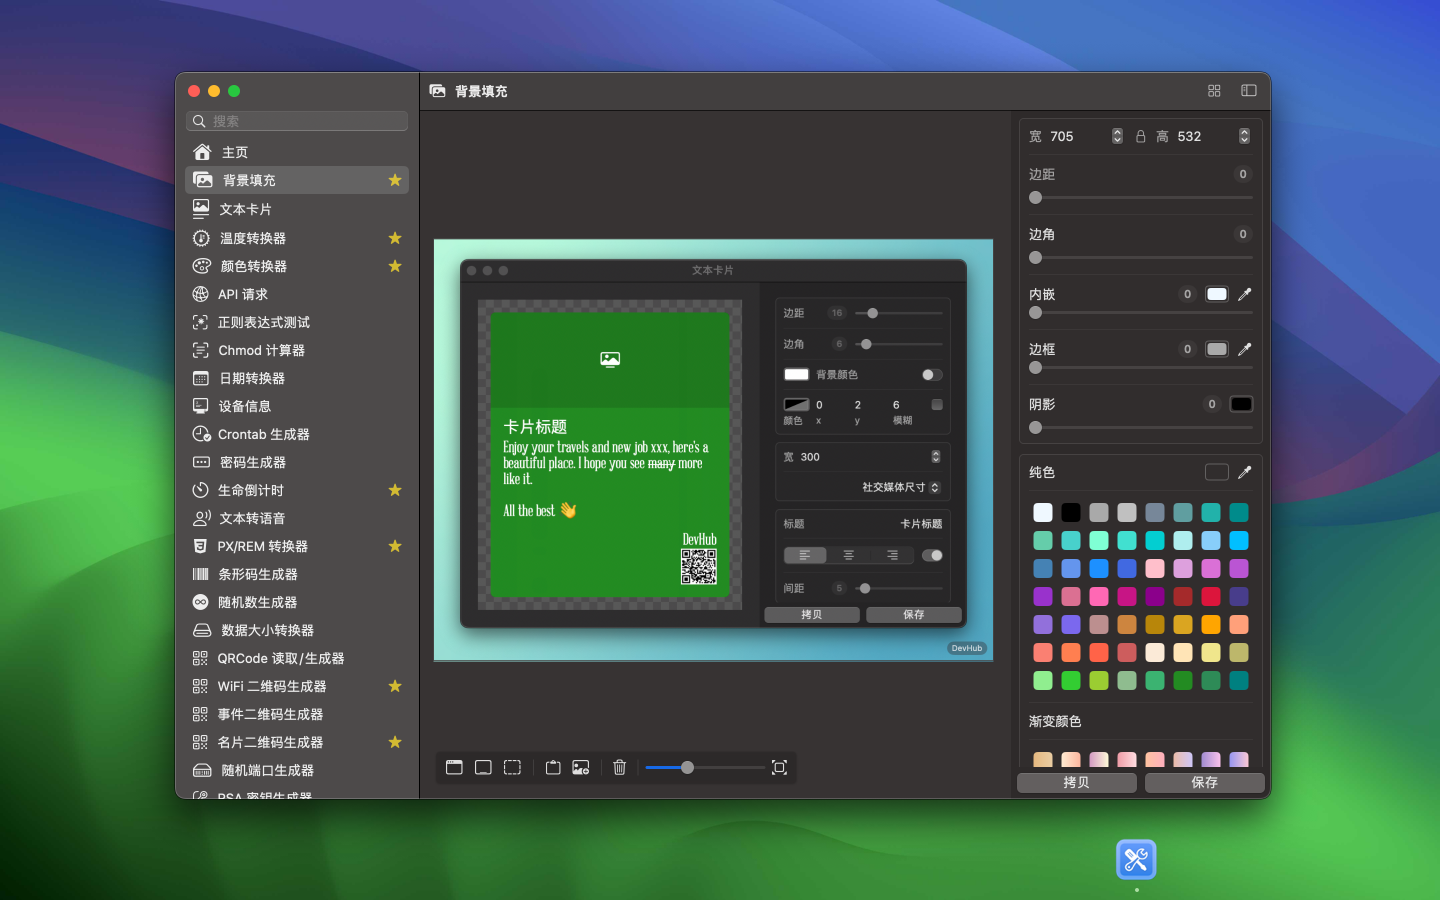 搜索
主页
背景填充
文本卡片
温度转换器
颜色转换器
API 请求
正则表达式测试
Chmod 计算器
日期转换器
设备信息
Crontab 生成器
密码生成器
生命倒计时
文本转语音
PX/REM 转换器
条形码生成器
随机数生成器
数据大小转换器
QRCode 读取/生成器
WiFi 二维码生成器
事件二维码生成器
名片二维码生成器
随机端口生成器
RSA 密钥生成器
背景填充
文本卡片
卡片标题
Enjoy your travels and new job xxx, here's a
beautiful place. I hope you see many more
like it.
All the best 👋
DevHub
边距 16
边角 6
背景颜色
0 2 6
颜色 x y 模糊
宽 300
社交媒体尺寸
标题 卡片标题
间距 5
拷贝 保存
DevHub
宽 705 高 532
边距 0
边角 0
内嵌 0
边框 0
阴影 0
纯色
渐变颜色
拷贝 保存